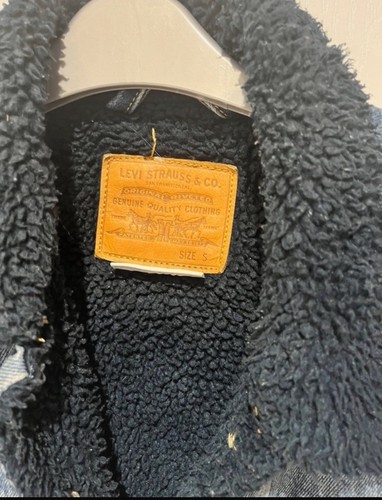 LEVI STRAUSS & CO.
ORIGINAL RIVETED
GENUINE QUALITY CLOTHING
SIZE S